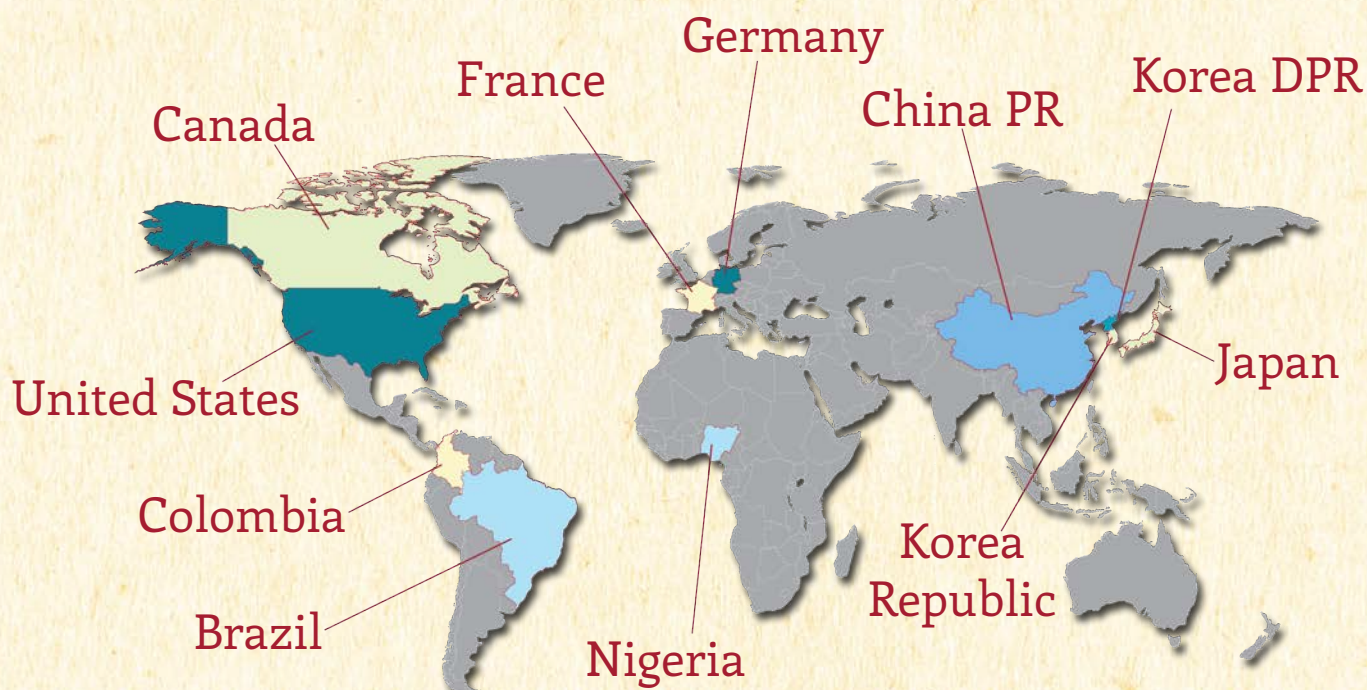 Germany
France
Korea DPR
China PR
Canada
Japan
United States
Colombia
Korea
Republic
Brazil
Nigeria